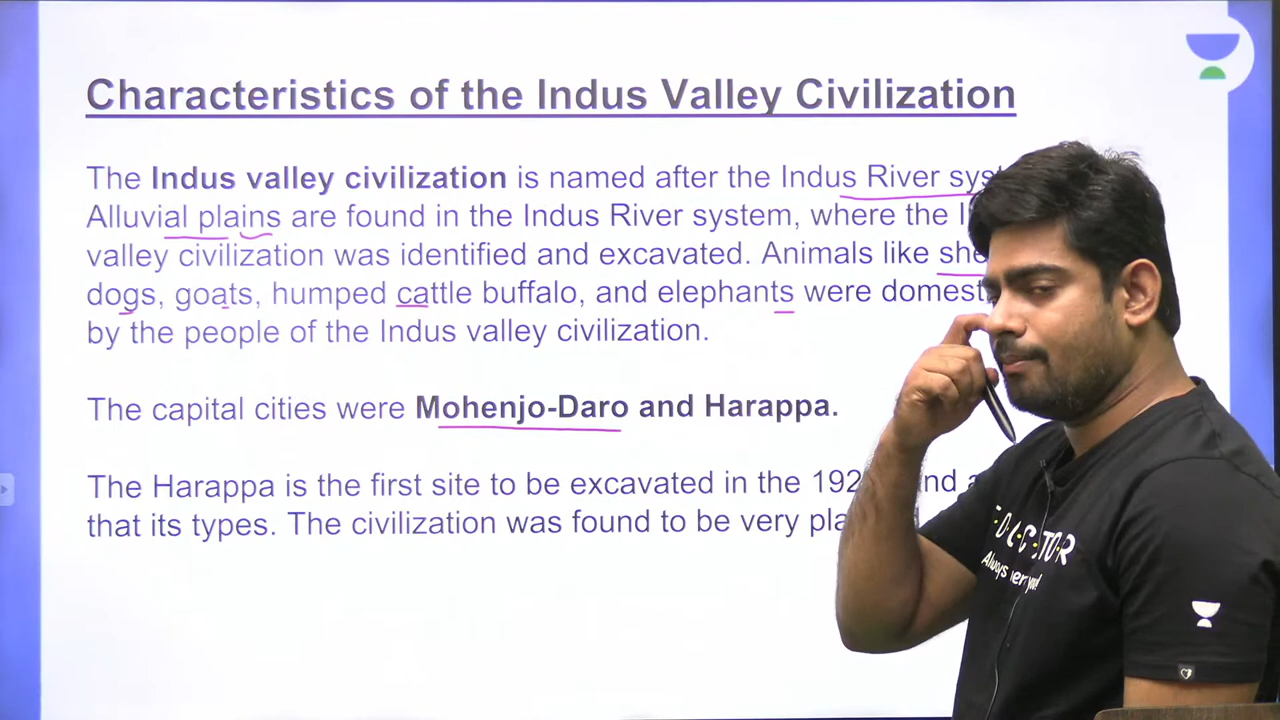 Characteristics of the Indus Valley Civilization
The Indus valley civilization is named after the Indus River
Alluvial plains are found in the Indus River system, where the
valley civilization was identified and excavated. Animals like
dogs, goats, humped cattle buffalo, and elephants were
by the people of the Indus valley civilization.
The capital cities were Mohenjo-Daro and Harappa.
The Harappa is the first site to be excavated in the
that its types. The civilization was found to be very